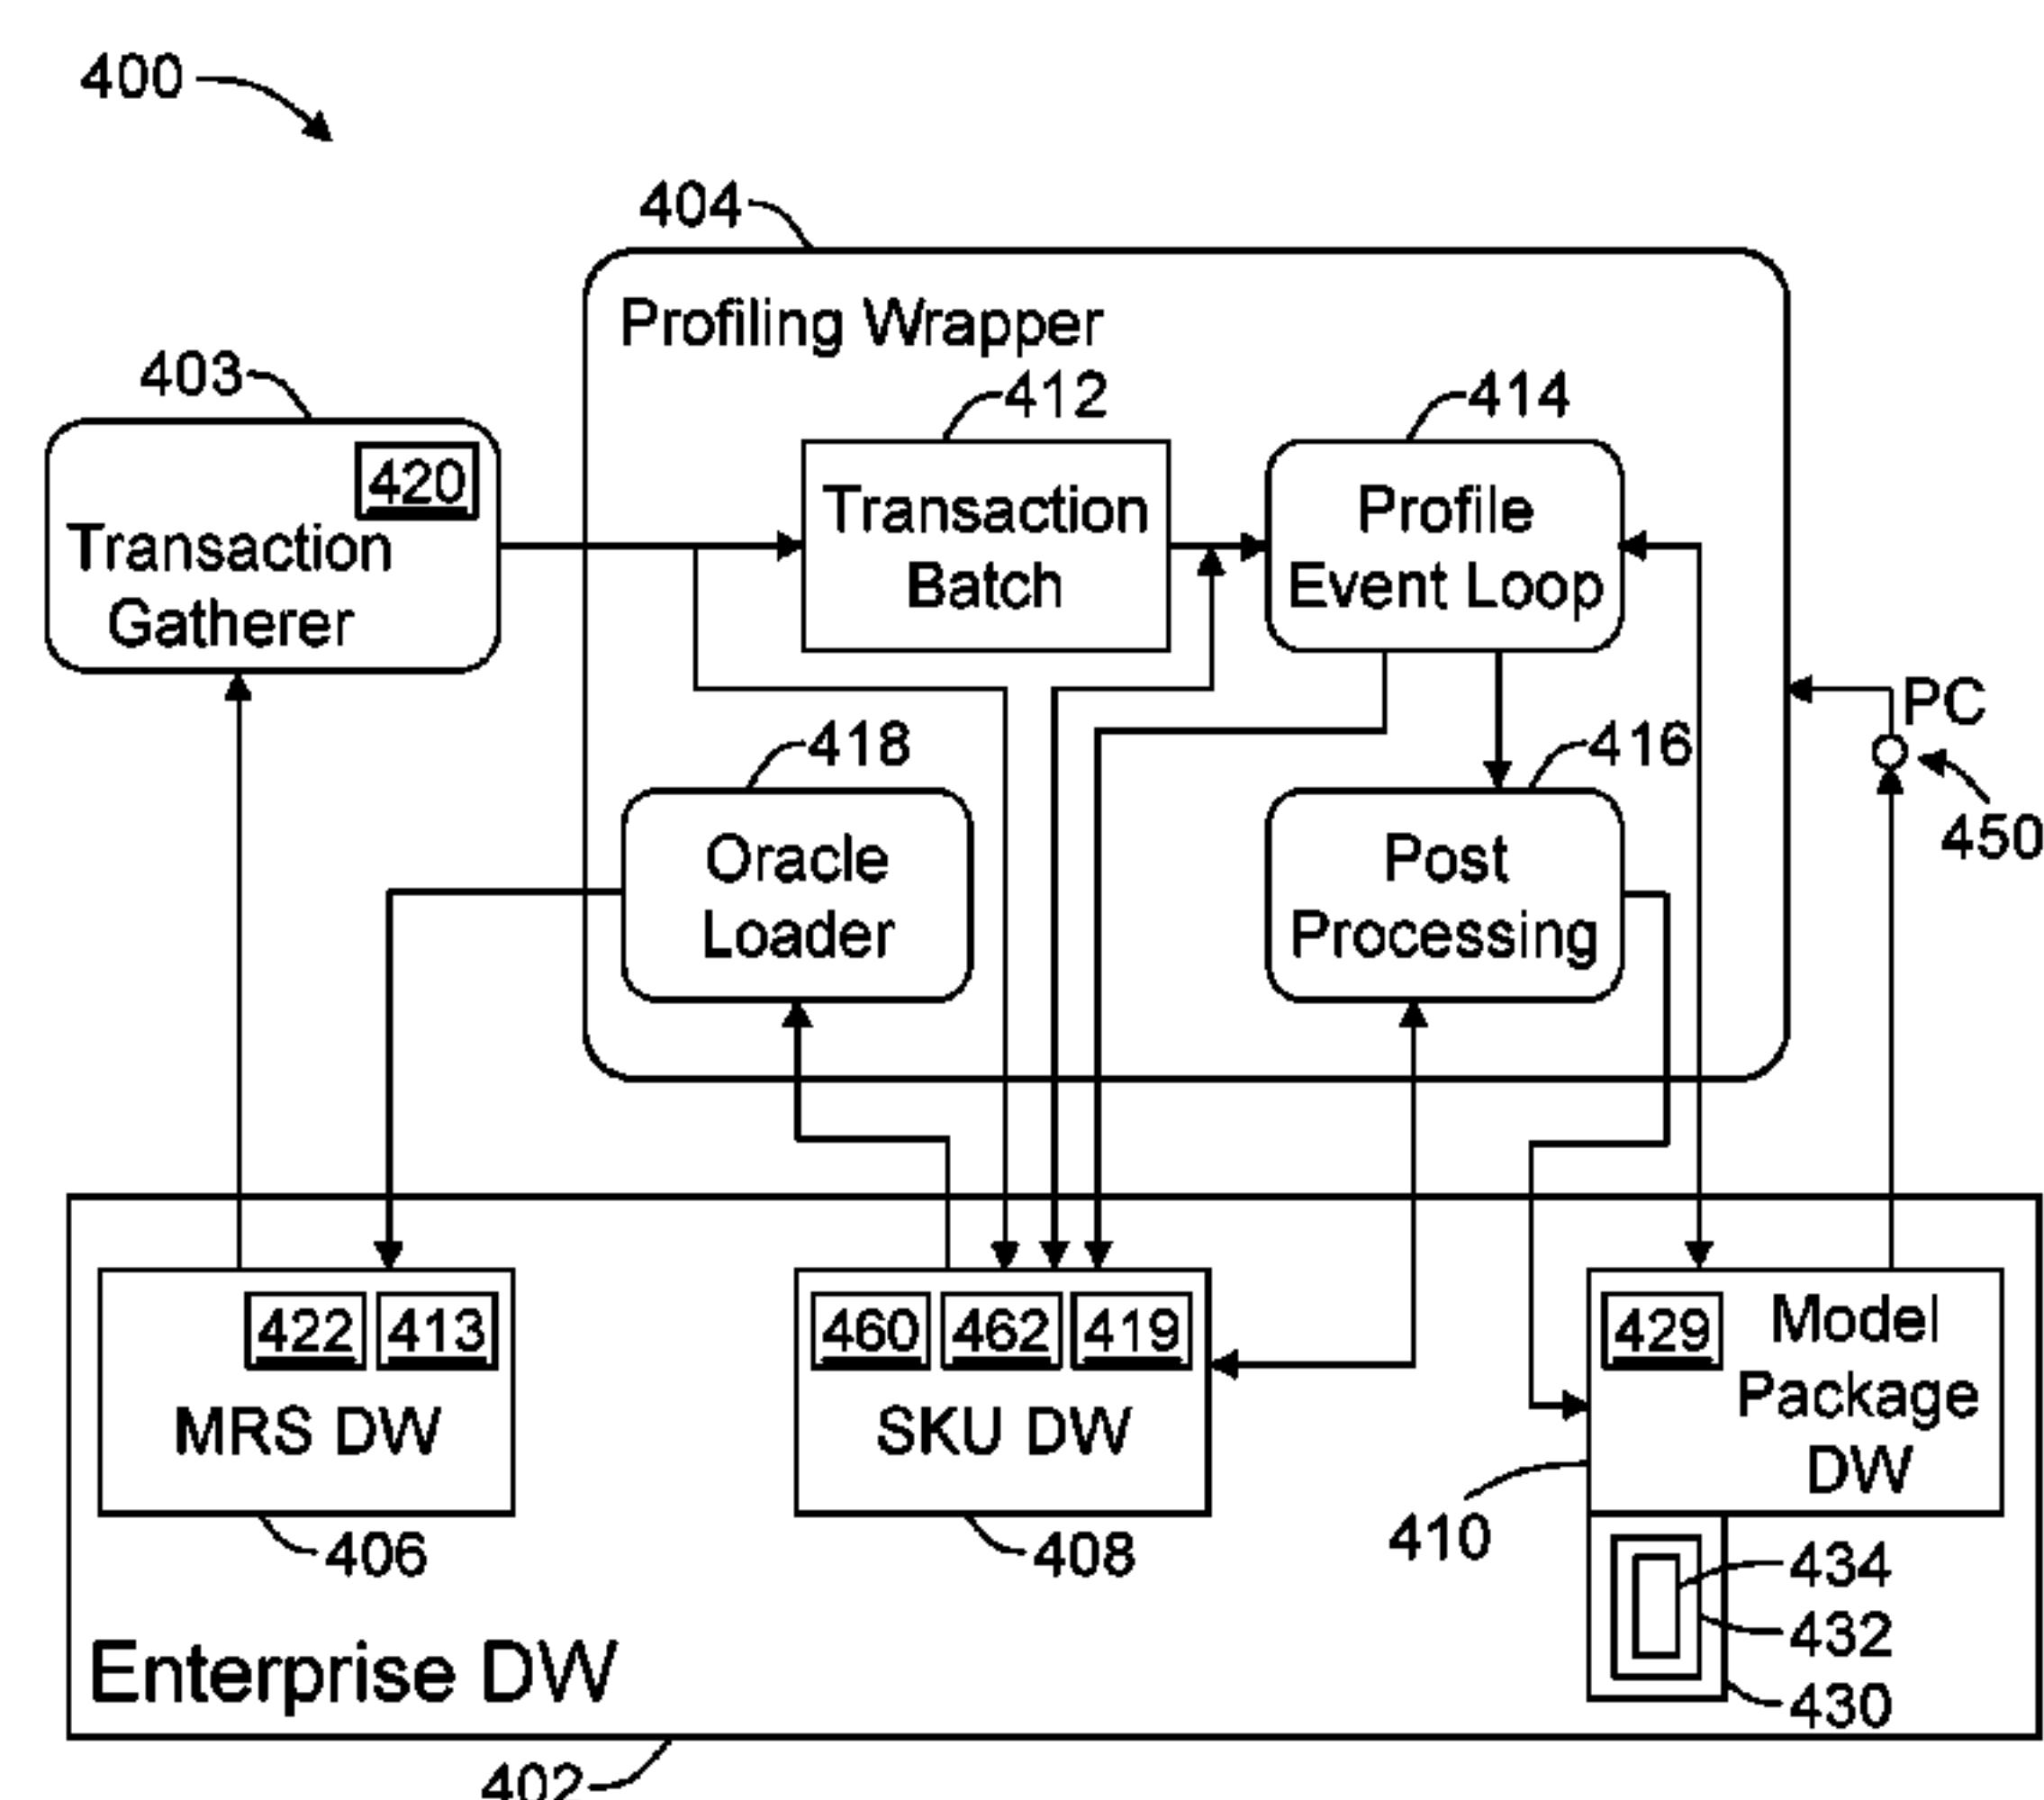 400
404
Profiling Wrapper
403
412
414
420
Transaction
Gatherer
Transaction
Batch
Profile
Event Loop
PC
450
418
416
Oracle
Loader
Post
Processing
422
413
MRS DW
460
462
419
SKU DW
429
Model
Package
DW
406
408
410
434
432
430
Enterprise DW
402